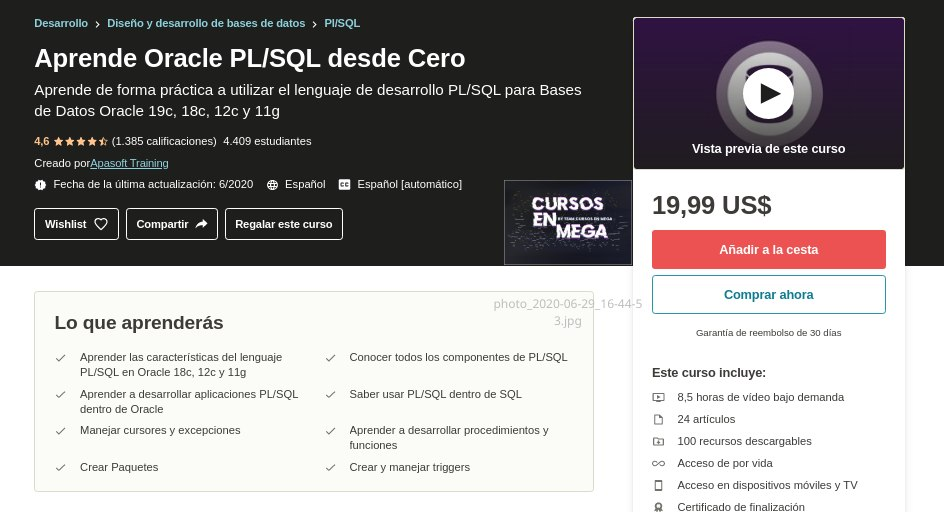 Desarrollo > Diseño y desarrollo de bases de datos > Pl/SQL
Aprende Oracle PL/SQL desde Cero
Aprende de forma práctica a utilizar el lenguaje de desarrollo PL/SQL para Bases
de Datos Oracle 19c, 18c, 12c y 11g
4,6 (1.385 calificaciones) 4.409 estudiantes
Creado por Apasoft Training
Fecha de la última actualización: 6/2020 Español Español [automático]
Wishlist Compartir Regalar este curso
CURSOS
EN
BY TEAM CURSOS EN MEGA
MEGA
photo_2020-06-29_16-44-5
3.jpg
Vista previa de este curso
19,99 US$
Añadir a la cesta
Comprar ahora
Garantía de reembolso de 30 días
Este curso incluye:
8,5 horas de vídeo bajo demanda
24 artículos
100 recursos descargables
Acceso de por vida
Acceso en dispositivos móviles y TV
Certificado de finalización
Lo que aprenderás
Aprender las características del lenguaje
PL/SQL en Oracle 18c, 12c y 11g
Conocer todos los componentes de PL/SQL
Aprender a desarrollar aplicaciones PL/SQL
dentro de Oracle
Saber usar PL/SQL dentro de SQL
Manejar cursores y excepciones
Aprender a desarrollar procedimientos y
funciones
Crear Paquetes
Crear y manejar triggers